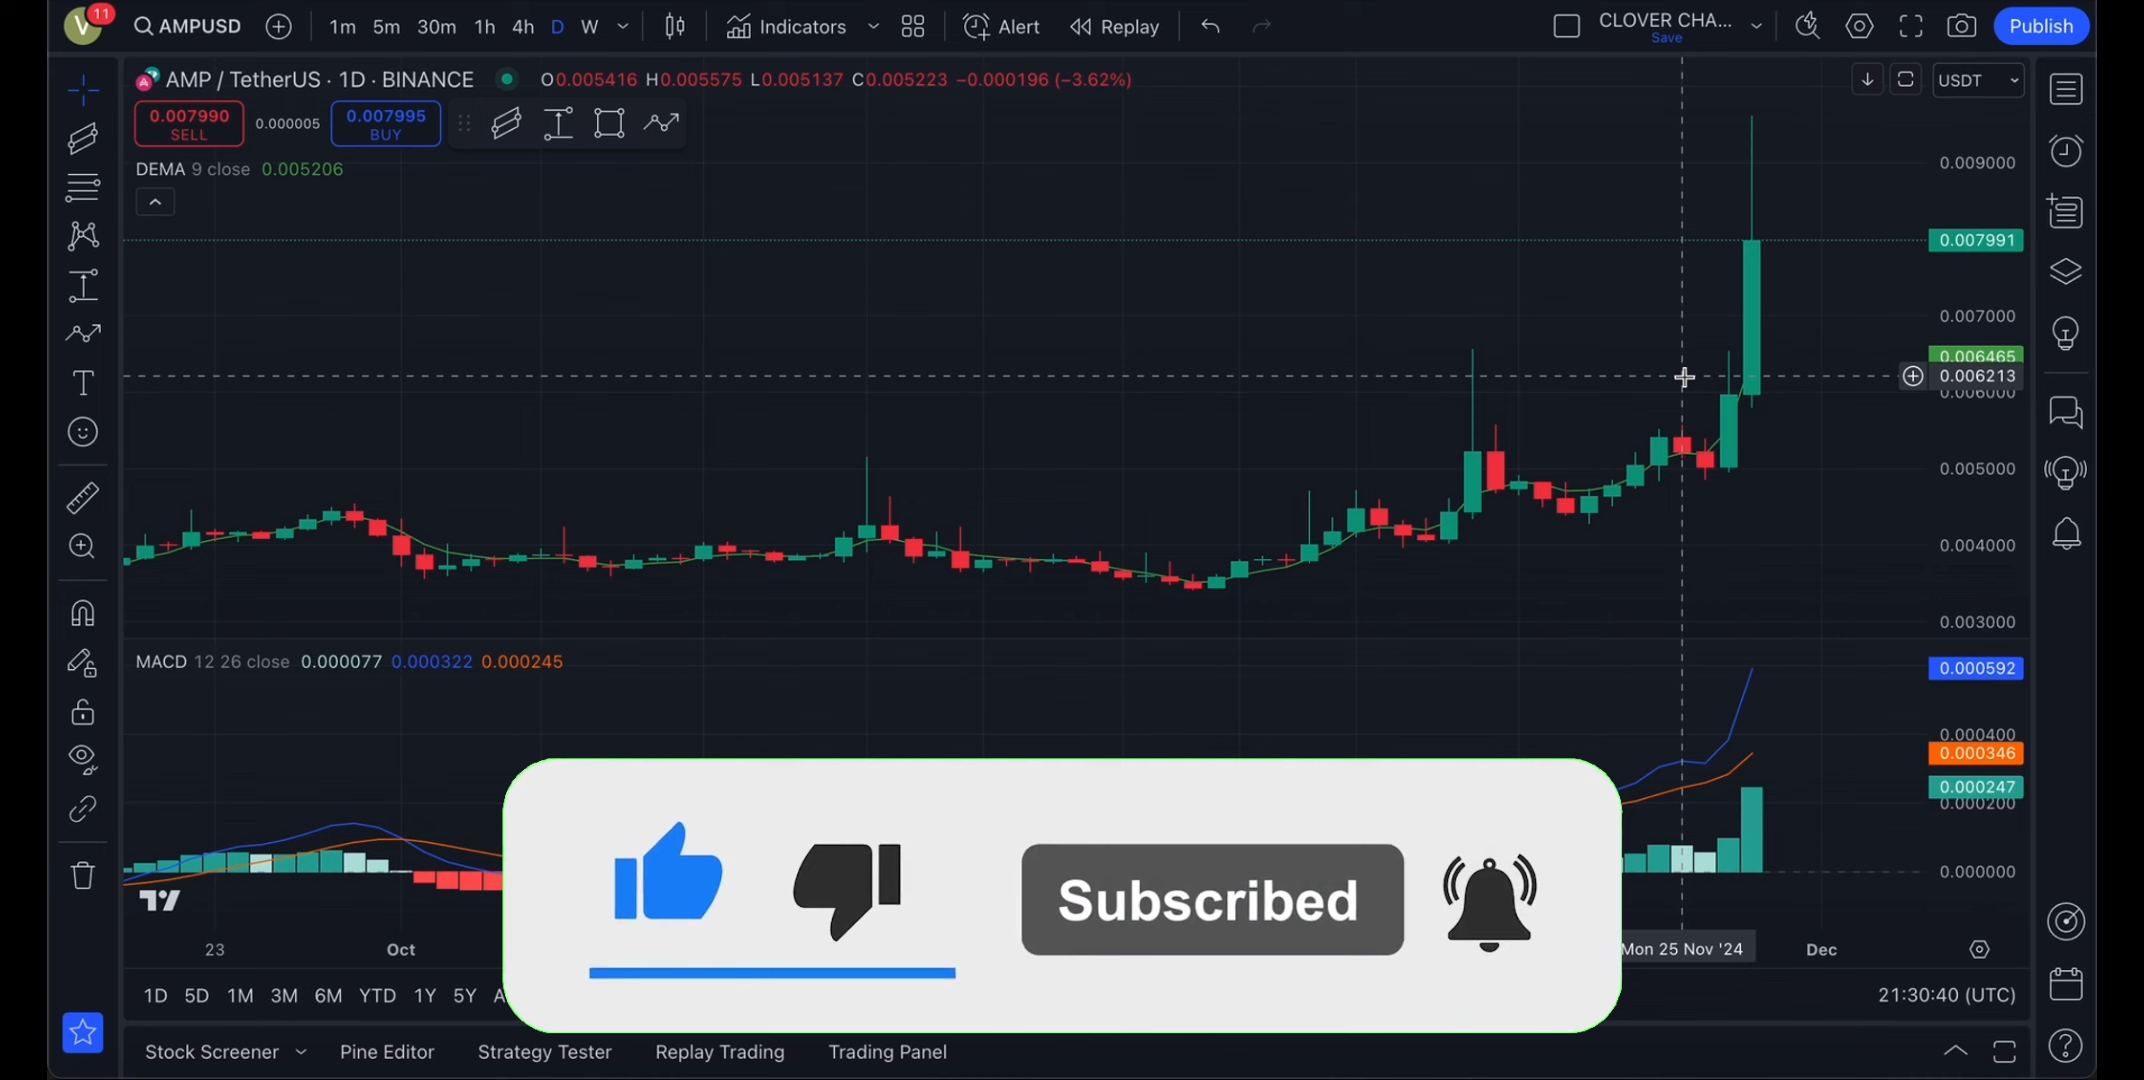 V 11 AMPUSD 1m 5m 30m 1h 4h D W Indicators Alert Replay CLOVER CHA... Save Publish
AMP / TetherUS · 1D · BINANCE O0.005416 H0.005575 L0.005137 C0.005223 −0.000196 (−3.62%) USDT
0.007990 SELL 0.000005 0.007995 BUY
DEMA 9 close 0.005206
0.009000
0.007991
0.007000
0.006465
0.006213
0.006000
0.005000
0.004000
0.003000
MACD 12 26 close 0.000077 0.000322 0.000245
0.000592
0.000400
0.000346
0.000247
0.000200
0.000000
Subscribed
23 Oct Mon 25 Nov '24 Dec
1D 5D 1M 3M 6M YTD 1Y 5Y A 21:30:40 (UTC)
Stock Screener Pine Editor Strategy Tester Replay Trading Trading Panel